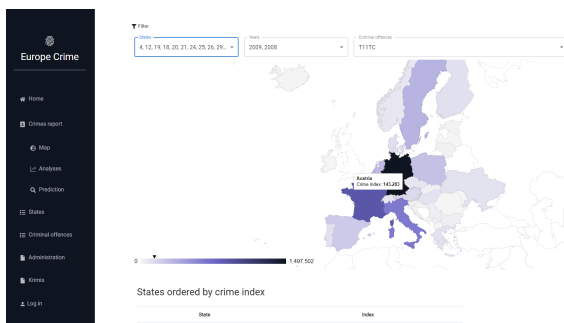 Europe Crime
Home
Crimes report
Map
Analyses
Prediction
States
Criminal offences
Administration
Krimis
Log in
Filter
States
4, 12, 19, 18, 20, 21, 24, 25, 26, 29...
Years
2009, 2008
Criminal offences
T11TC
Austria
Crime index: 143,283
0
1,497,502
States ordered by crime index
State Index